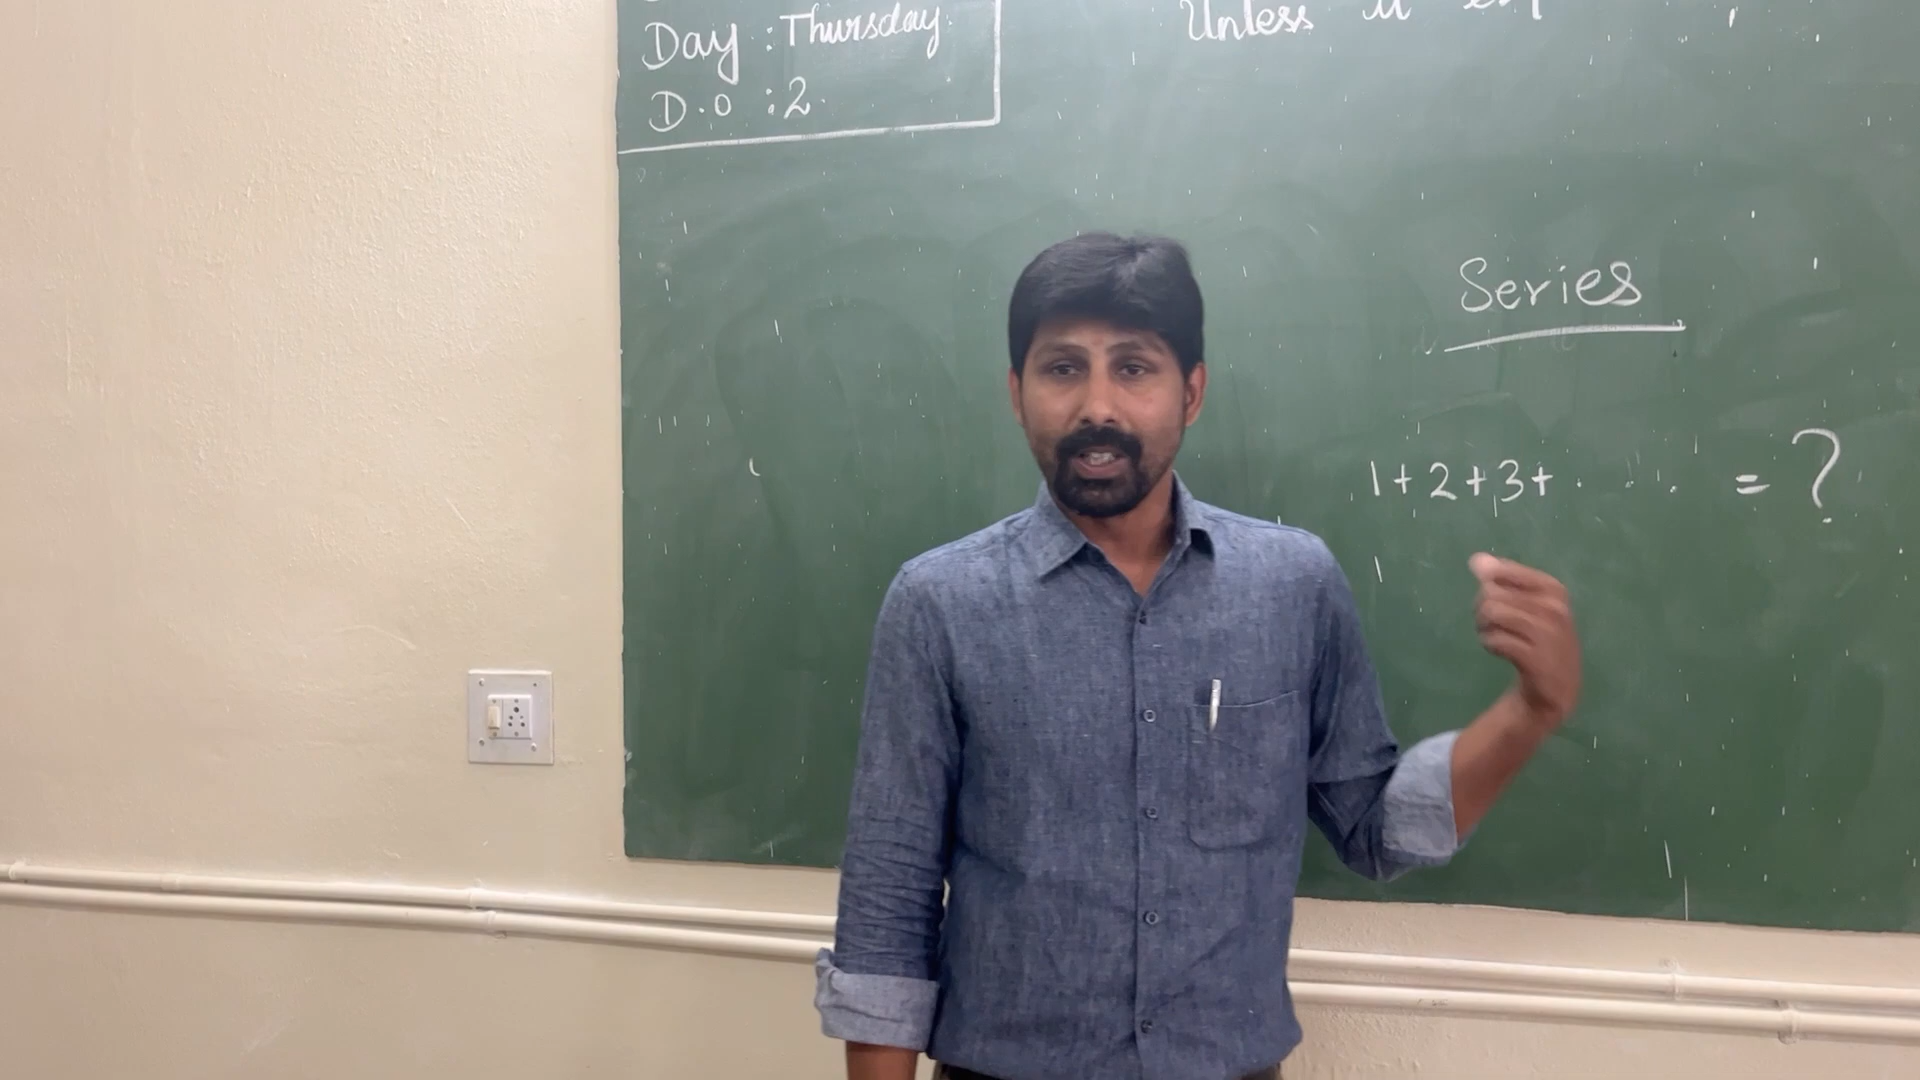 Day : Thursday
D.O : 2.
Unless
Series
1+2+3+ . . . . . = ?